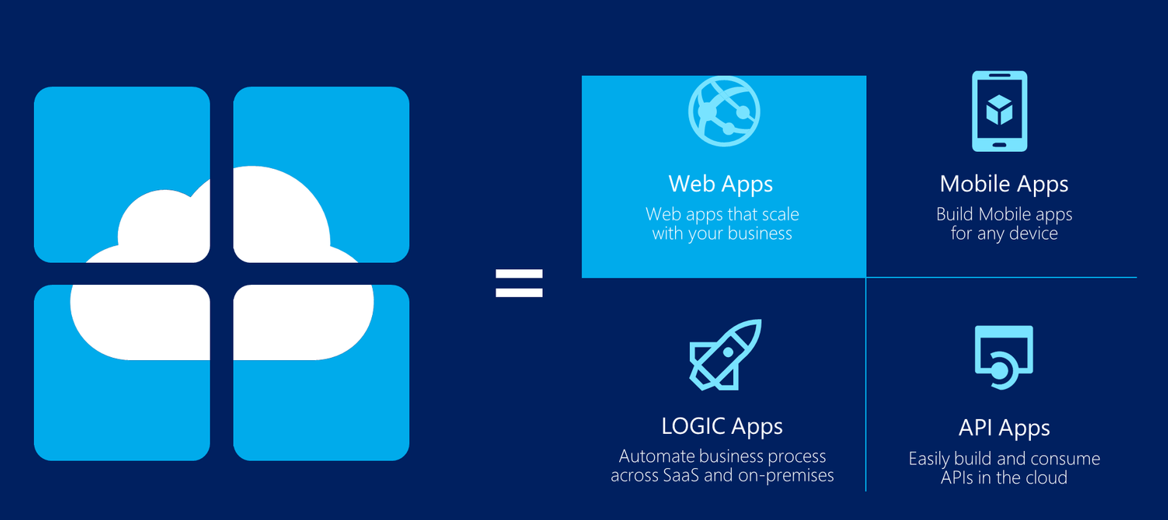 =
Web Apps
Web apps that scale
with your business
Mobile Apps
Build Mobile apps
for any device
LOGIC Apps
Automate business process
across SaaS and on-premises
API Apps
Easily build and consume
APIs in the cloud